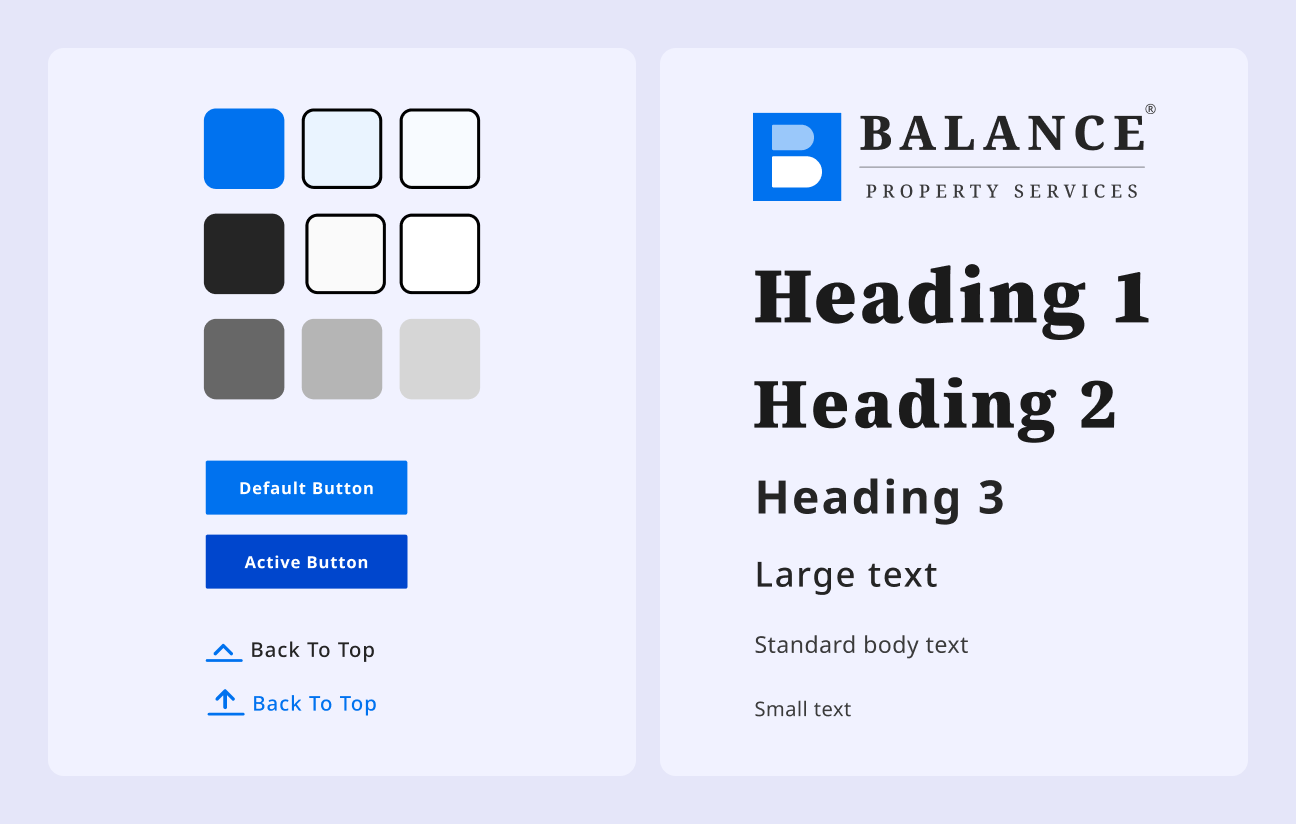 Default Button
Active Button
Back To Top
Back To Top
BALANCE®
PROPERTY SERVICES
Heading 1
Heading 2
Heading 3
Large text
Standard body text
Small text